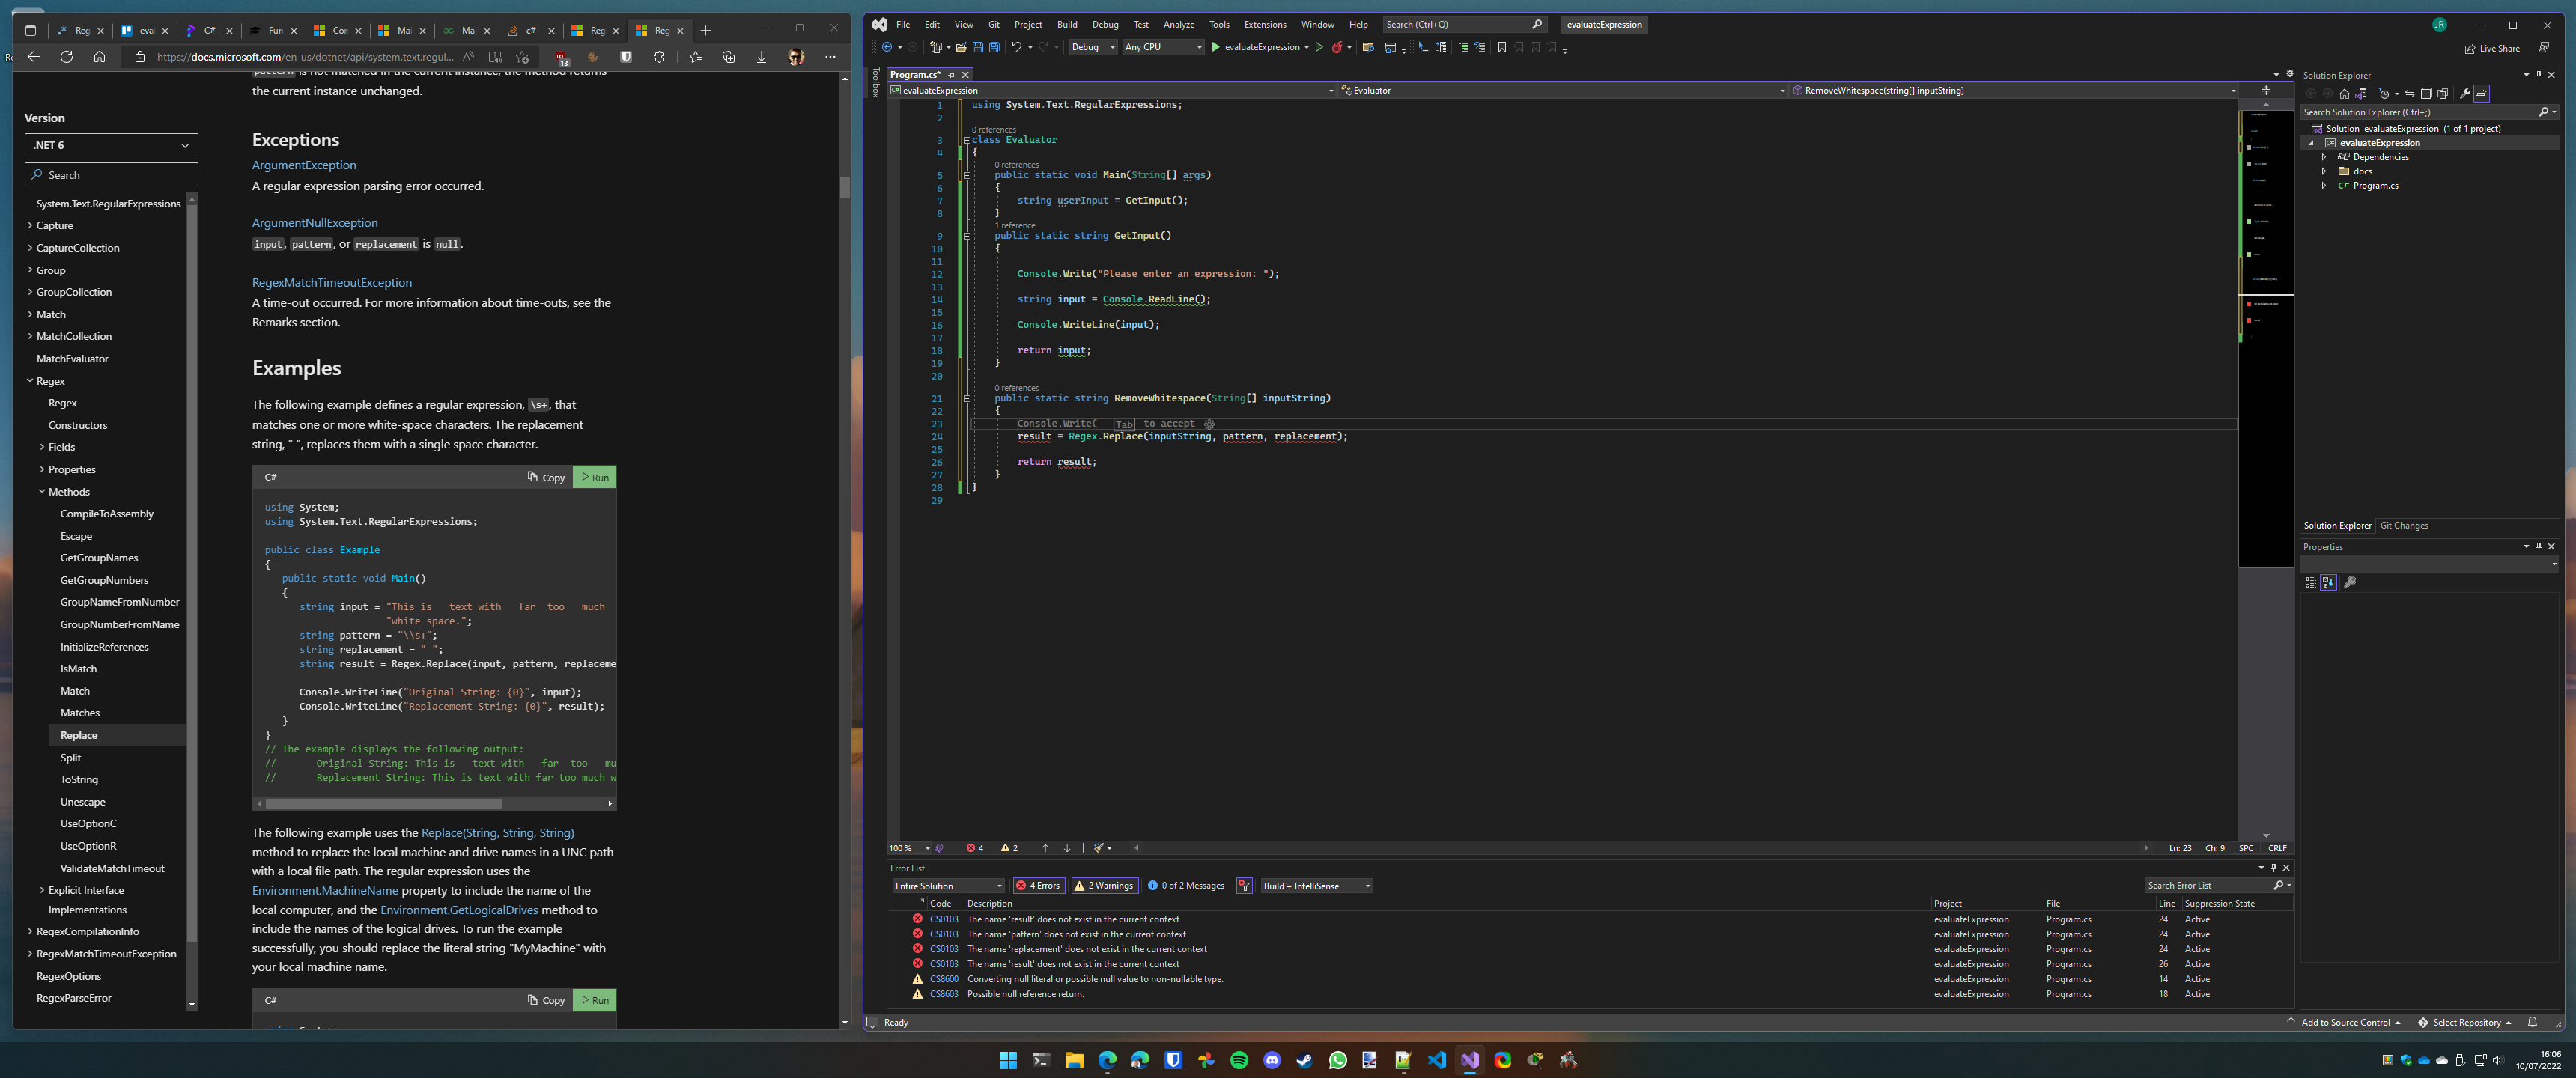 Reg
eval
C#
Fun
Con
Mai
Mai
c#
Reg
Reg
https://docs.microsoft.com/en-us/dotnet/api/system.text.regul...
13
pattern is not matched in the current instance, the method returns
the current instance unchanged.
Version
.NET 6
Search
System.Text.RegularExpressions
Capture
CaptureCollection
Group
GroupCollection
Match
MatchCollection
MatchEvaluator
Regex
Regex
Constructors
Fields
Properties
Methods
CompileToAssembly
Escape
GetGroupNames
GetGroupNumbers
GroupNameFromNumber
GroupNumberFromName
InitializeReferences
IsMatch
Match
Matches
Replace
Split
ToString
Unescape
UseOptionC
UseOptionR
ValidateMatchTimeout
Explicit Interface
Implementations
RegexCompilationInfo
RegexMatchTimeoutException
RegexOptions
RegexParseError
Exceptions
ArgumentException
A regular expression parsing error occurred.
ArgumentNullException
input, pattern, or replacement is null.
RegexMatchTimeoutException
A time-out occurred. For more information about time-outs, see the
Remarks section.
Examples
The following example defines a regular expression, \s+, that
matches one or more white-space characters. The replacement
string, " ", replaces them with a single space character.
C# Copy Run
using System;
using System.Text.RegularExpressions;
public class Example
{
public static void Main()
{
string input = "This is   text with   far  too   much
"white space.";
string pattern = "\\s+";
string replacement = " ";
string result = Regex.Replace(input, pattern, replaceme
Console.WriteLine("Original String: {0}", input);
Console.WriteLine("Replacement String: {0}", result);
}
}
// The example displays the following output:
//       Original String: This is   text with   far  too   mu
//       Replacement String: This is text with far too much w
The following example uses the Replace(String, String, String)
method to replace the local machine and drive names in a UNC path
with a local file path. The regular expression uses the
Environment.MachineName property to include the name of the
local computer, and the Environment.GetLogicalDrives method to
include the names of the logical drives. To run the example
successfully, you should replace the literal string "MyMachine" with
your local machine name.
C# Copy Run
File Edit View Git Project Build Debug Test Analyze Tools Extensions Window Help Search (Ctrl+Q) evaluateExpression JR
Debug Any CPU evaluateExpression Live Share
Toolbox
Program.cs*
evaluateExpression Evaluator RemoveWhitespace(string[] inputString)
1 using System.Text.RegularExpressions;
2
0 references
3 class Evaluator
4 {
0 references
5 public static void Main(String[] args)
6 {
7 string userInput = GetInput();
8 }
1 reference
9 public static string GetInput()
10 {
11
12 Console.Write("Please enter an expression: ");
13
14 string input = Console.ReadLine();
15
16 Console.WriteLine(input);
17
18 return input;
19 }
20
0 references
21 public static string RemoveWhitespace(String[] inputString)
22 {
23 Console.Write( Tab to accept
24 result = Regex.Replace(inputString, pattern, replacement);
25
26 return result;
27 }
28 }
29
100 % 4 2 Ln: 23 Ch: 9 SPC CRLF
Error List
Entire Solution 4 Errors 2 Warnings 0 of 2 Messages Build + IntelliSense Search Error List
Code Description Project File Line Suppression State
CS0103 The name 'result' does not exist in the current context evaluateExpression Program.cs 24 Active
CS0103 The name 'pattern' does not exist in the current context evaluateExpression Program.cs 24 Active
CS0103 The name 'replacement' does not exist in the current context evaluateExpression Program.cs 24 Active
CS0103 The name 'result' does not exist in the current context evaluateExpression Program.cs 26 Active
CS8600 Converting null literal or possible null value to non-nullable type. evaluateExpression Program.cs 14 Active
CS8603 Possible null reference return. evaluateExpression Program.cs 18 Active
Ready Add to Source Control Select Repository
Solution Explorer
Search Solution Explorer (Ctrl+;)
Solution 'evaluateExpression' (1 of 1 project)
evaluateExpression
Dependencies
docs
C# Program.cs
Solution Explorer Git Changes
Properties
16:06
10/07/2022